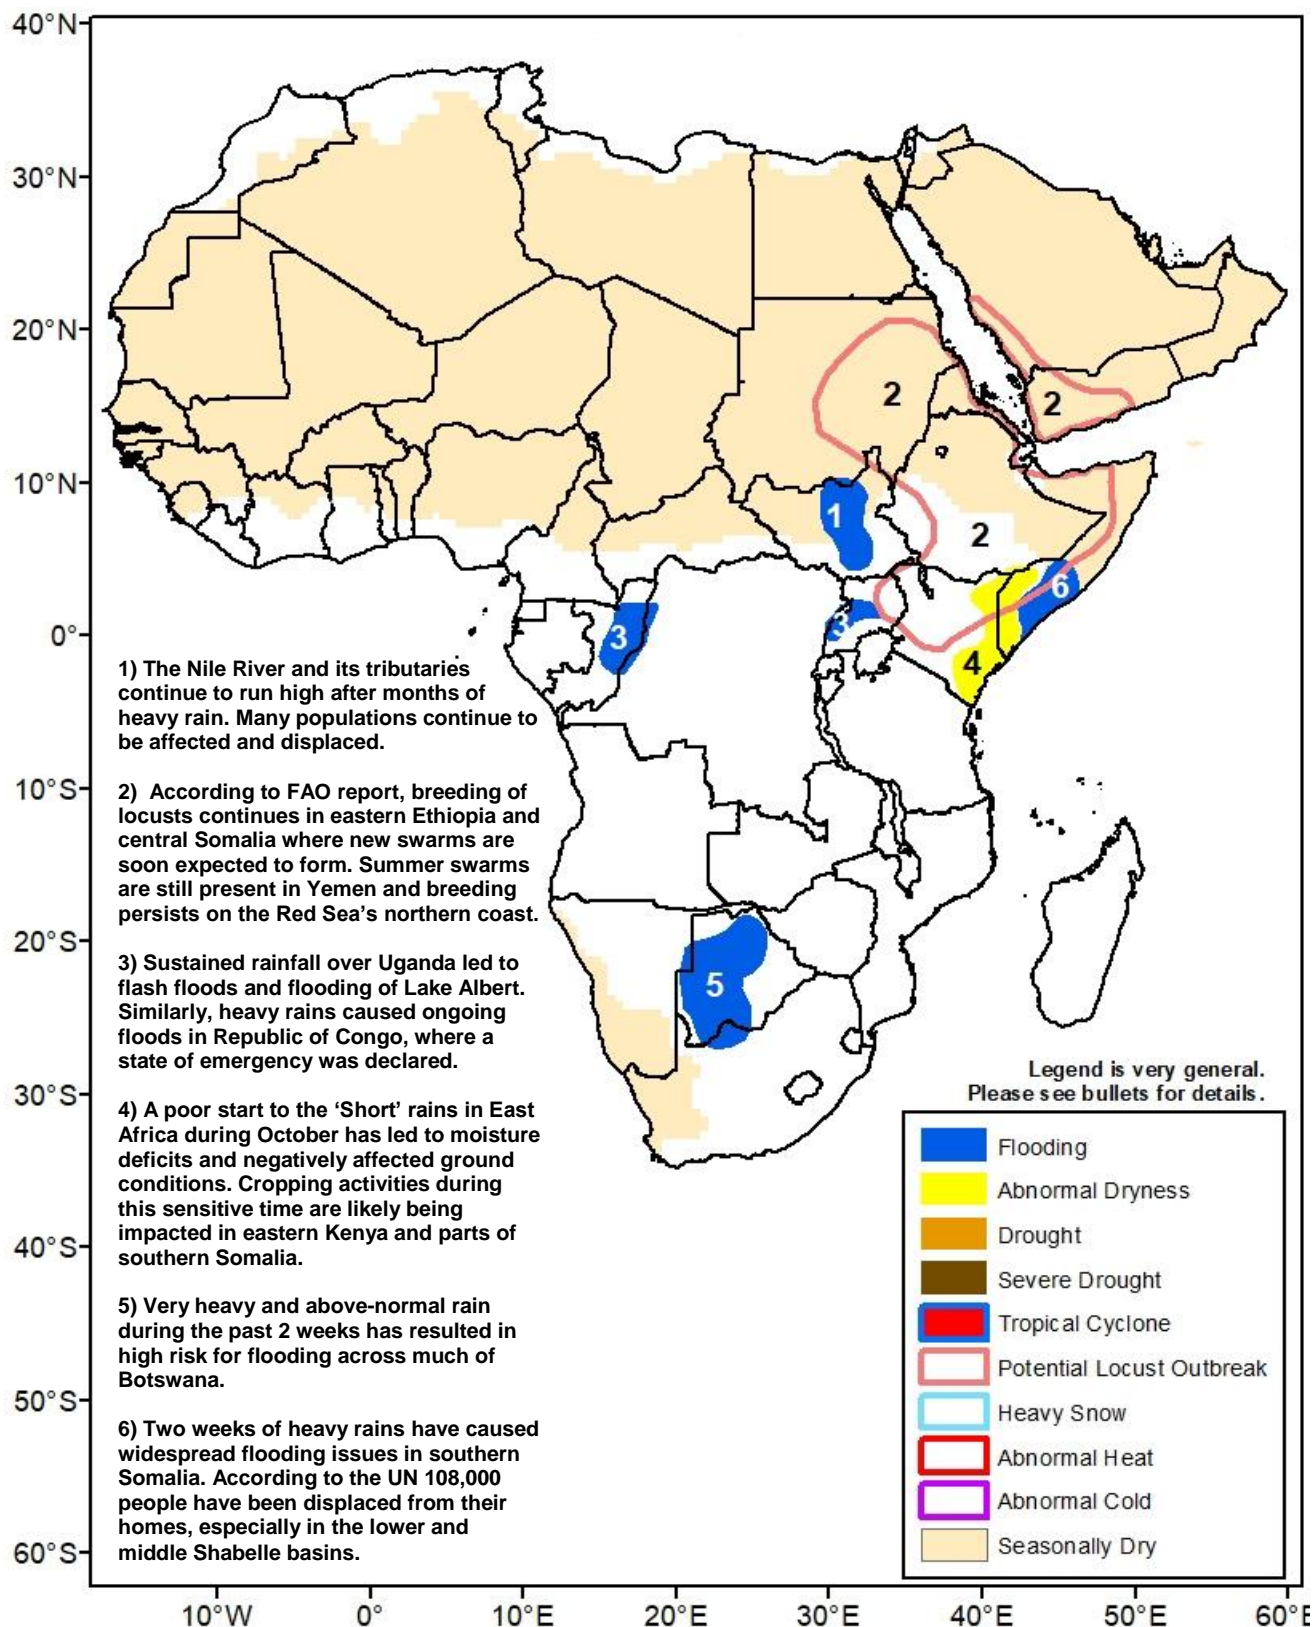 40°N
30°N
20°N
10°N
0°
10°S
20°S
30°S
40°S
50°S
60°S
2
2
1
2
6
3
3
4
5
1) The Nile River and its tributaries
continue to run high after months of
heavy rain. Many populations continue to
be affected and displaced.
2) According to FAO report, breeding of
locusts continues in eastern Ethiopia and
central Somalia where new swarms are
soon expected to form. Summer swarms
are still present in Yemen and breeding
persists on the Red Sea’s northern coast.
3) Sustained rainfall over Uganda led to
flash floods and flooding of Lake Albert.
Similarly, heavy rains caused ongoing
floods in Republic of Congo, where a
state of emergency was declared.
4) A poor start to the ‘Short’ rains in East
Africa during October has led to moisture
deficits and negatively affected ground
conditions. Cropping activities during
this sensitive time are likely being
impacted in eastern Kenya and parts of
southern Somalia.
5) Very heavy and above-normal rain
during the past 2 weeks has resulted in
high risk for flooding across much of
Botswana.
6) Two weeks of heavy rains have caused
widespread flooding issues in southern
Somalia. According to the UN 108,000
people have been displaced from their
homes, especially in the lower and
middle Shabelle basins.
Legend is very general.
Please see bullets for details.
Flooding
Abnormal Dryness
Drought
Severe Drought
Tropical Cyclone
Potential Locust Outbreak
Heavy Snow
Abnormal Heat
Abnormal Cold
Seasonally Dry
10°W 0° 10°E 20°E 30°E 40°E 50°E 60°E